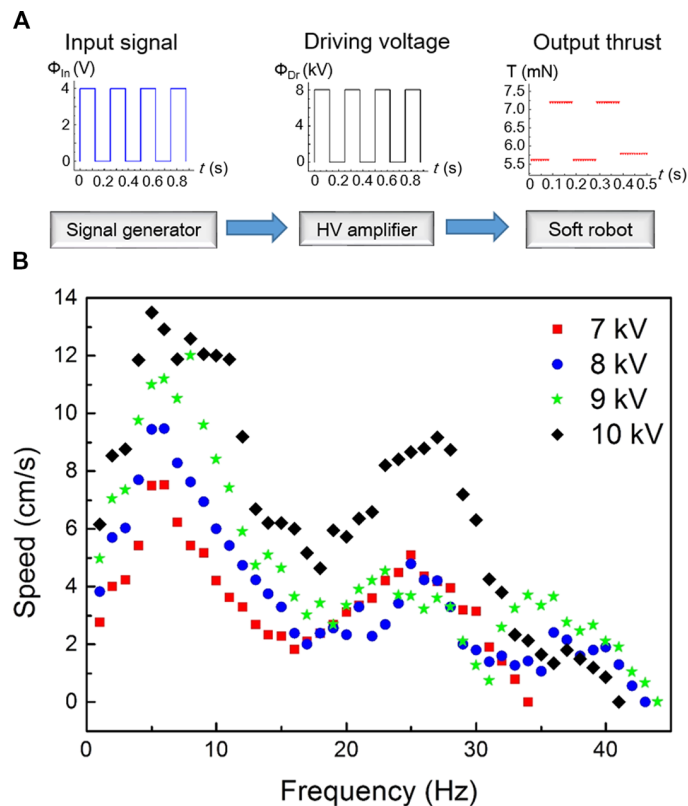 A
Input signal
Driving voltage
Output thrust
Φ_In (V)
Φ_Dr (kV)
T (mN)
4
2
0
0 0.2 0.4 0.6 0.8
t (s)
8
4
0
0 0.2 0.4 0.6 0.8
t (s)
7.5
7.0
6.5
6.0
5.5
0 0.1 0.2 0.3 0.4 0.5
t (s)
Signal generator
HV amplifier
Soft robot
B
14
12
10
8
6
4
2
0
Speed (cm/s)
7 kV
8 kV
9 kV
10 kV
0 10 20 30 40
Frequency (Hz)